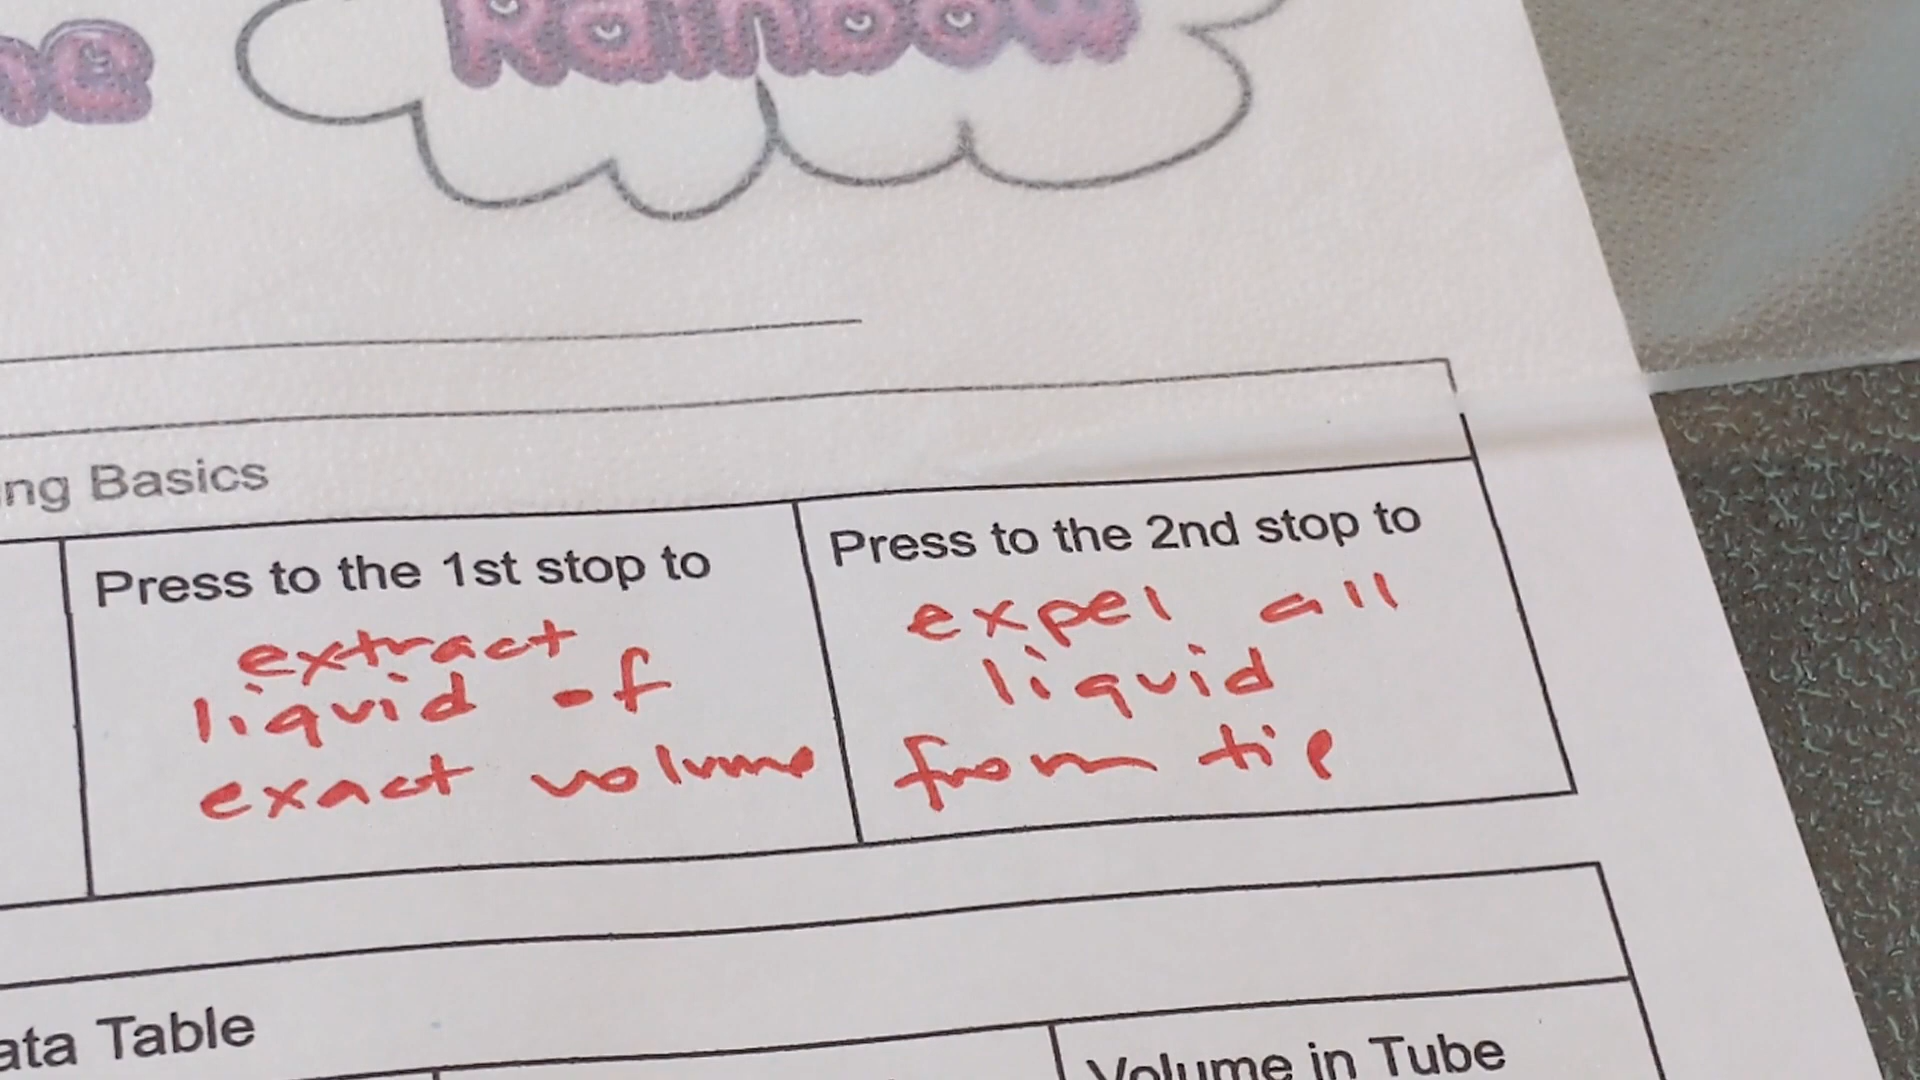 Rainbow
ng Basics
Press to the 1st stop to
extract
liquid of
exact volume
Press to the 2nd stop to
expel all
liquid
from tip
ata Table
Volume in Tube